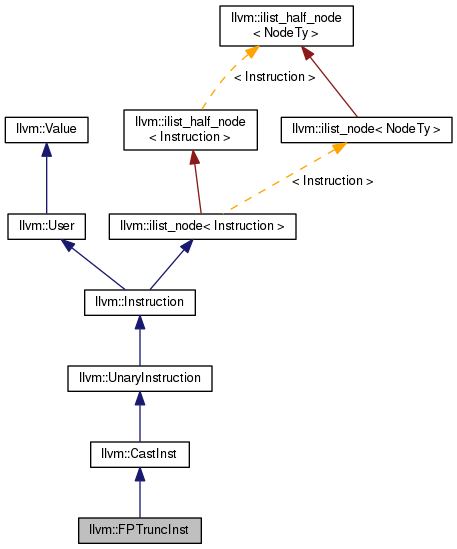 llvm::ilist_half_node
< NodeTy >
< Instruction >
llvm::ilist_half_node
< Instruction >
llvm::Value
llvm::ilist_node< NodeTy >
< Instruction >
llvm::User
llvm::ilist_node< Instruction >
llvm::Instruction
llvm::UnaryInstruction
llvm::CastInst
llvm::FPTruncInst